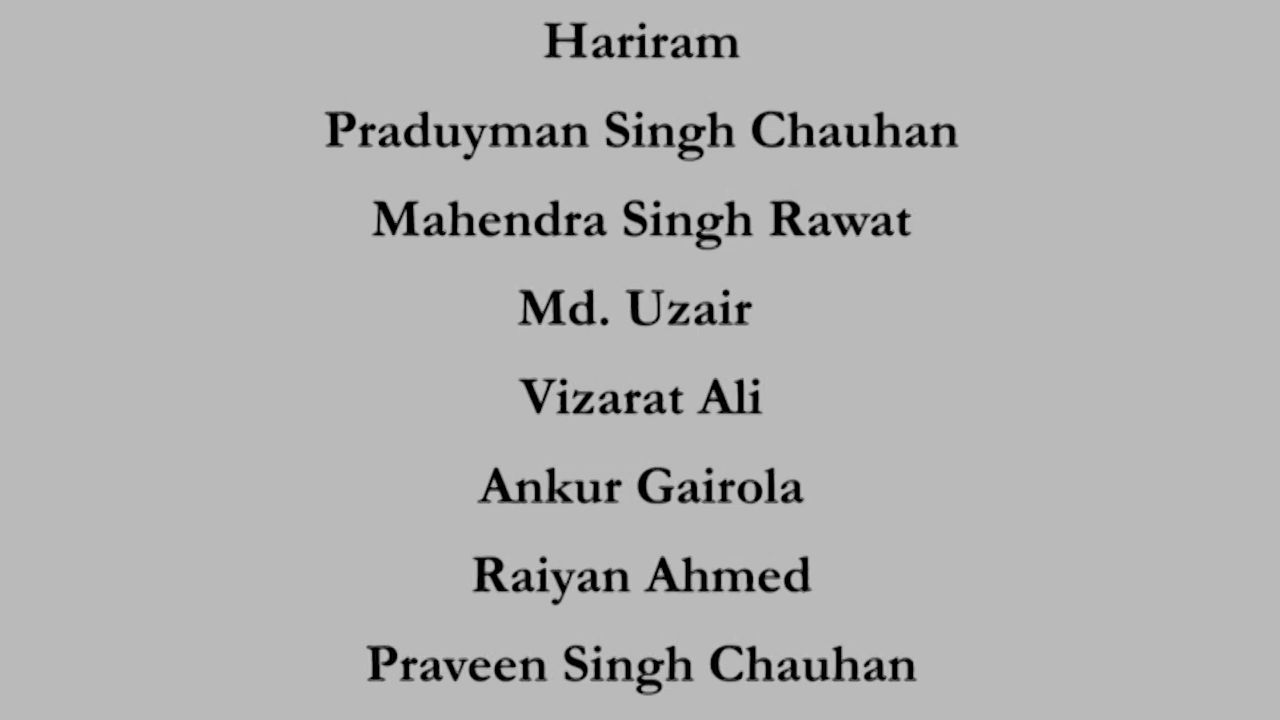 Hariram
Praduyman Singh Chauhan
Mahendra Singh Rawat
Md. Uzair
Vizarat Ali
Ankur Gairola
Raiyan Ahmed
Praveen Singh Chauhan